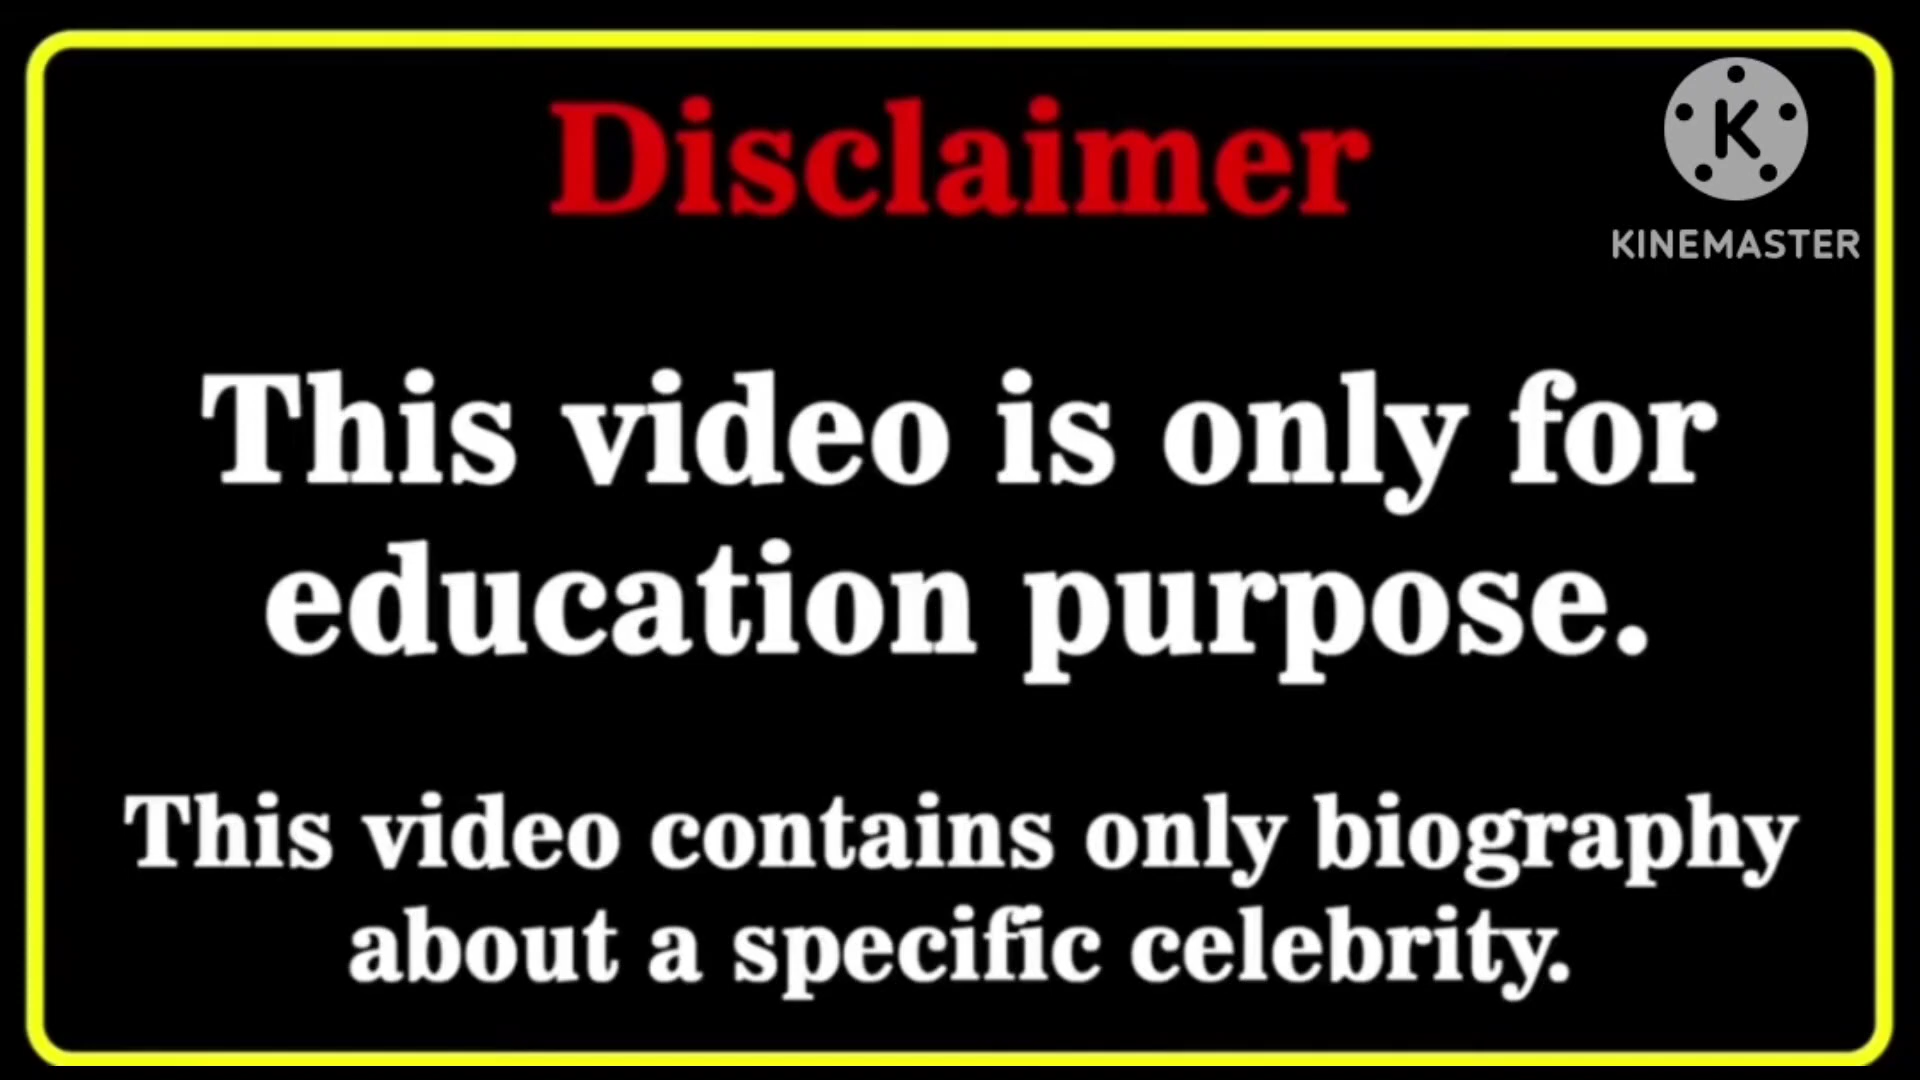 Disclaimer
K
KINEMASTER
This video is only for
education purpose.
This video contains only biography
about a specific celebrity.